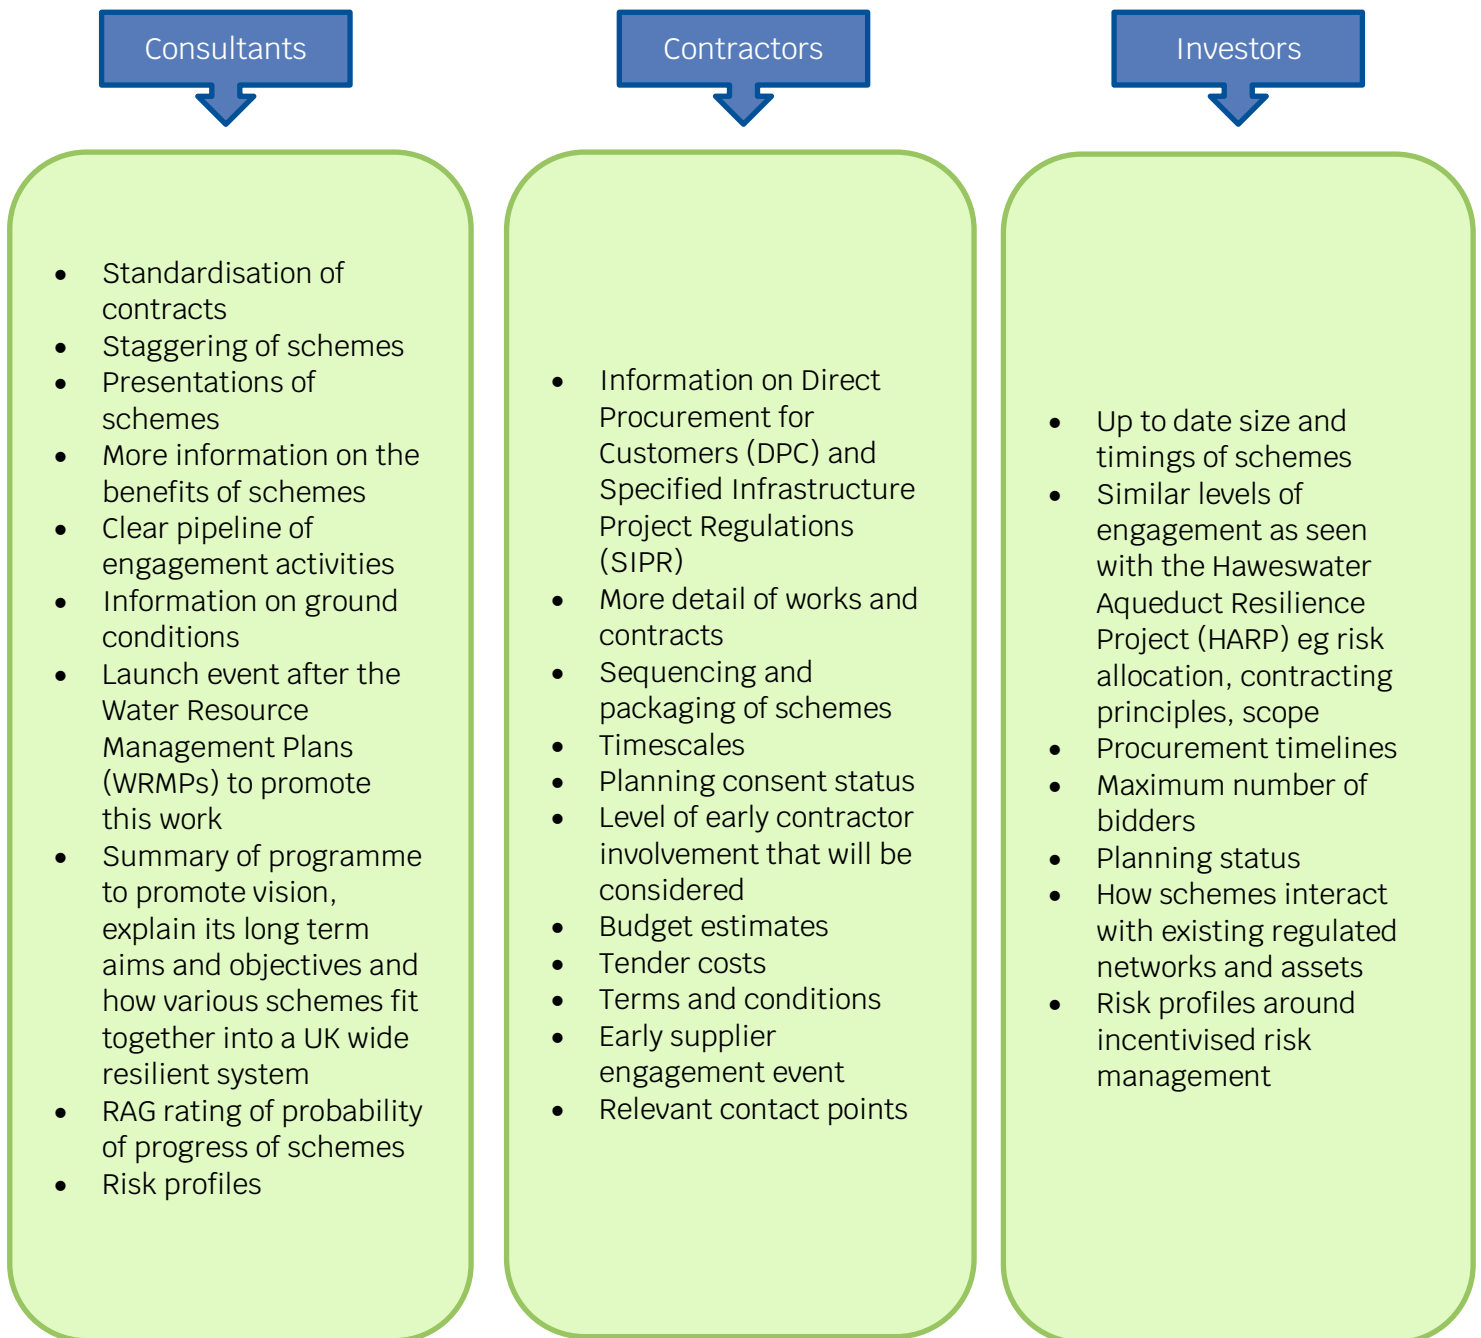 Consultants
• Standardisation of
contracts
• Staggering of schemes
• Presentations of
schemes
• More information on the
benefits of schemes
• Clear pipeline of
engagement activities
• Information on ground
conditions
• Launch event after the
Water Resource
Management Plans
(WRMPs) to promote
this work
• Summary of programme
to promote vision,
explain its long term
aims and objectives and
how various schemes fit
together into a UK wide
resilient system
• RAG rating of probability
of progress of schemes
• Risk profiles
Contractors
• Information on Direct
Procurement for
Customers (DPC) and
Specified Infrastructure
Project Regulations
(SIPR)
• More detail of works and
contracts
• Sequencing and
packaging of schemes
• Timescales
• Planning consent status
• Level of early contractor
involvement that will be
considered
• Budget estimates
• Tender costs
• Terms and conditions
• Early supplier
engagement event
• Relevant contact points
Investors
• Up to date size and
timings of schemes
• Similar levels of
engagement as seen
with the Haweswater
Aqueduct Resilience
Project (HARP) eg risk
allocation, contracting
principles, scope
• Procurement timelines
• Maximum number of
bidders
• Planning status
• How schemes interact
with existing regulated
networks and assets
• Risk profiles around
incentivised risk
management